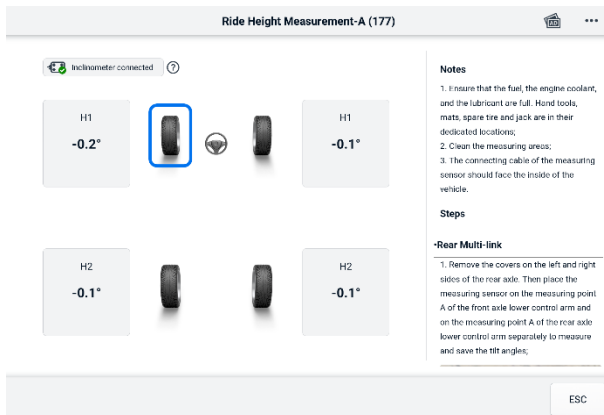 Ride Height Measurement-A (177)
AD
Inclinometer connected
?
H1
-0.2°
H1
-0.1°
H2
-0.1°
H2
-0.1°
Notes
1. Ensure that the fuel, the engine coolant,
and the lubricant are full. Hand tools,
mats, spare tire and jack are in their
dedicated locations;
2. Clean the measuring areas;
3. The connecting cable of the measuring
sensor should face the inside of the
vehicle.
Steps
•Rear Multi-link
1. Remove the covers on the left and right
sides of the rear axle. Then place the
measuring sensor on the measuring point
A of the front axle lower control arm and
on the measuring point A of the rear axle
lower control arm separately to measure
and save the tilt angles;
ESC